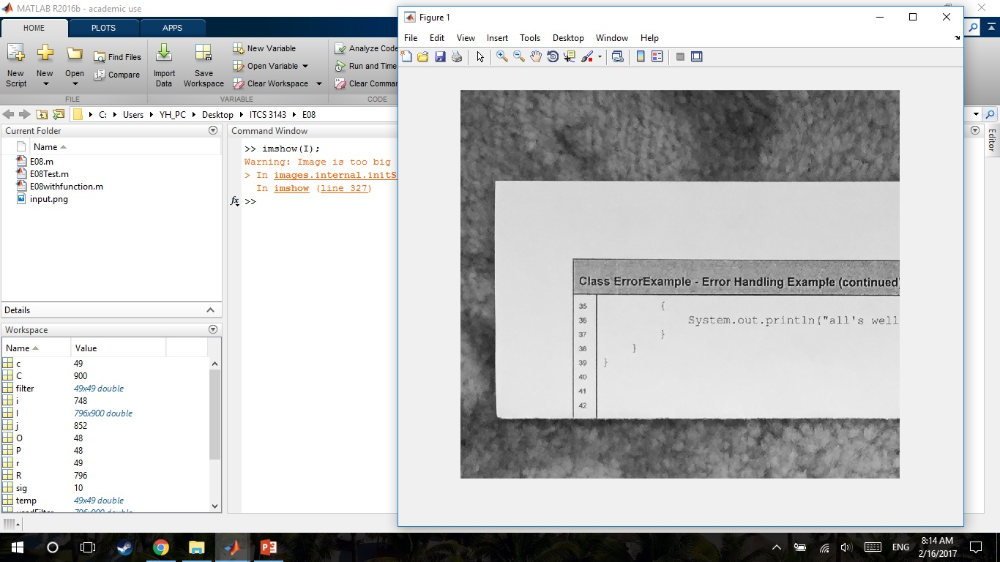 MATLAB R2016b - academic use
HOME PLOTS APPS
New Script
New
Open
Find Files
Compare
FILE
Import Data
Save Workspace
New Variable
Open Variable
Clear Workspace
VARIABLE
Analyze Code
Run and Time
Clear Comman
CODE
C: Users YH_PC Desktop ITCS 3143 E08
Current Folder
Name
E08.m
E08Test.m
E08withfunction.m
input.png
Details
Workspace
Name Value
c 49
C 900
filter 49x49 double
i 748
I 796x900 double
j 852
O 48
P 48
r 49
R 796
sig 10
temp 49x49 double
Command Window
>> imshow(I);
Warning: Image is too big
> In images.internal.initS
In imshow (line 327)
fx >>
Editor
Figure 1
File Edit View Insert Tools Desktop Window Help
Class ErrorExample - Error Handling Example (continued)
35 {
36 System.out.println("all's well
37 }
38 }
39 }
40
41
42
ENG
8:14 AM
2/16/2017